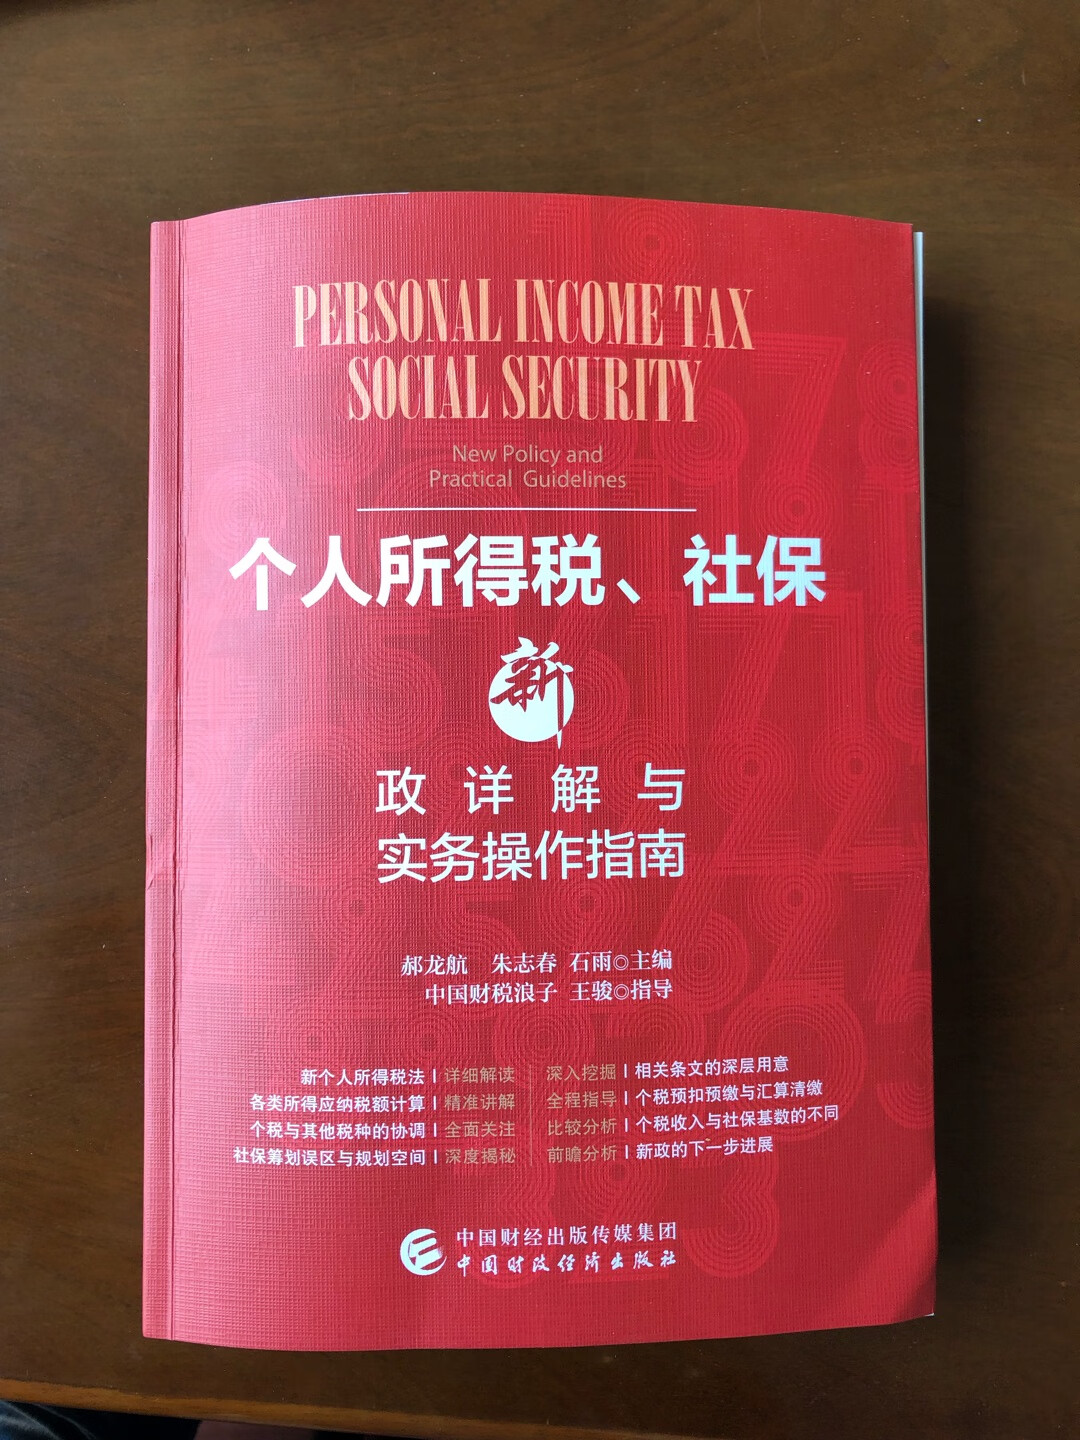 PERSONAL INCOME TAX
SOCIAL SECURITY
New Policy and
Practical Guidelines
个人所得税、社保
新
政详解与
实务操作指南
郝龙航 朱志春 石雨◎主编
中国财税浪子 王骏◎指导
新个人所得税法 | 详细解读
各类所得应纳税额计算 | 精准讲解
个税与其他税种的协调 | 全面关注
社保筹划误区与规划空间 | 深度揭秘
深入挖掘 | 相关条文的深层用意
全程指导 | 个税预扣预缴与汇算清缴
比较分析 | 个税收入与社保基数的不同
前瞻分析 | 新政的下一步进展
中国财经出版传媒集团
中国财政经济出版社